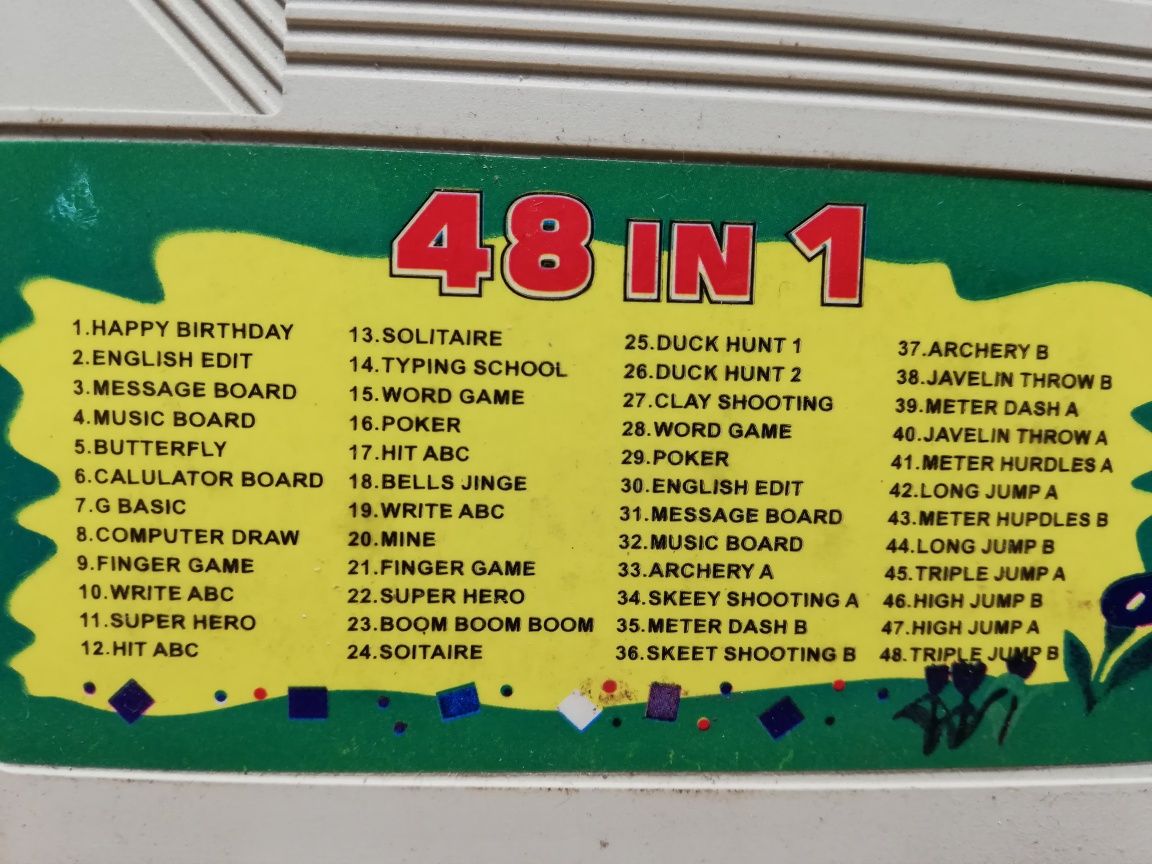 48 IN 1
1.HAPPY BIRTHDAY
2.ENGLISH EDIT
3.MESSAGE BOARD
4.MUSIC BOARD
5.BUTTERFLY
6.CALULATOR BOARD
7.G BASIC
8.COMPUTER DRAW
9.FINGER GAME
10.WRITE ABC
11.SUPER HERO
12.HIT ABC
13.SOLITAIRE
14.TYPING SCHOOL
15.WORD GAME
16.POKER
17.HIT ABC
18.BELLS JINGE
19.WRITE ABC
20.MINE
21.FINGER GAME
22.SUPER HERO
23.BOOM BOOM BOOM
24.SOITAIRE
25.DUCK HUNT 1
26.DUCK HUNT 2
27.CLAY SHOOTING
28.WORD GAME
29.POKER
30.ENGLISH EDIT
31.MESSAGE BOARD
32.MUSIC BOARD
33.ARCHERY A
34.SKEEY SHOOTING A
35.METER DASH B
36.SKEET SHOOTING B
37.ARCHERY B
38.JAVELIN THROW B
39.METER DASH A
40.JAVELIN THROW A
41.METER HURDLES A
42.LONG JUMP A
43.METER HUPDLES B
44.LONG JUMP B
45.TRIPLE JUMP A
46.HIGH JUMP B
47.HIGH JUMP A
48.TRIPLE JUMP B